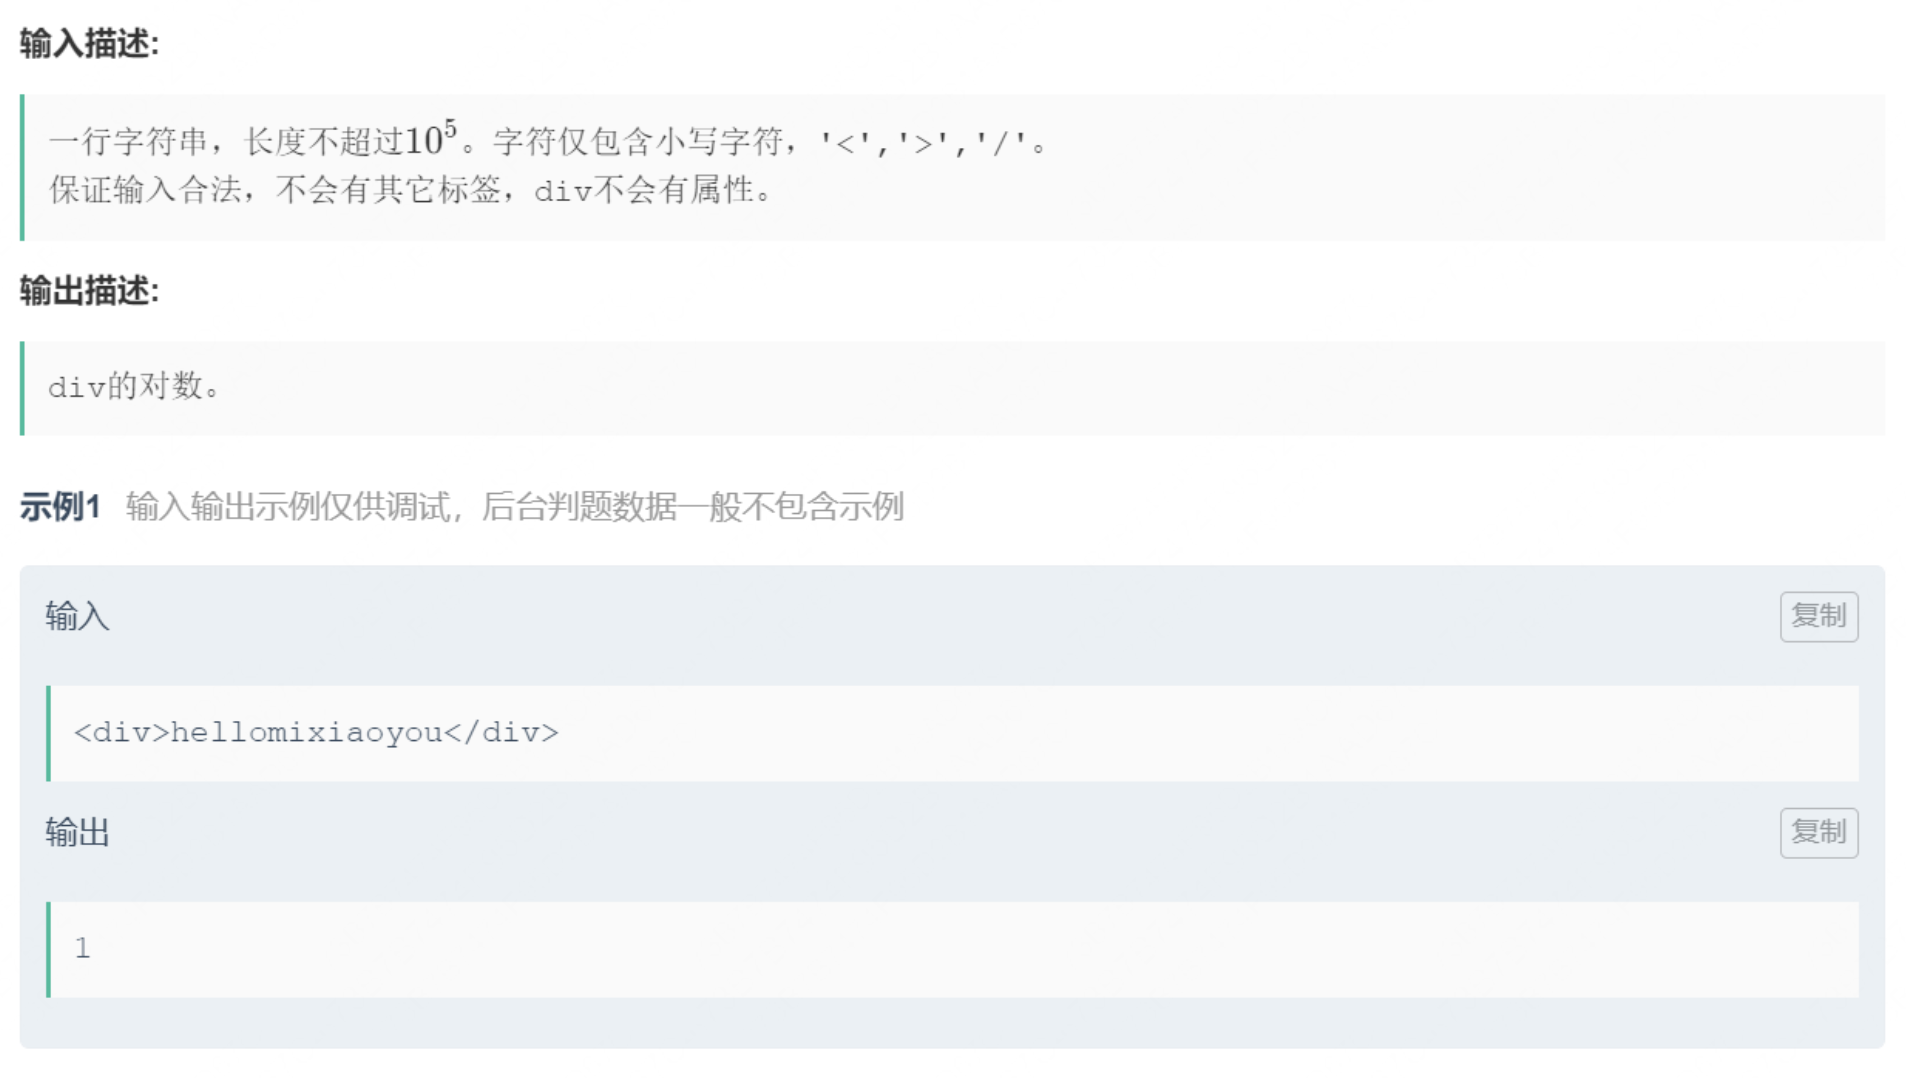 输入描述:
一行字符串，长度不超过10⁵。字符仅包含小写字符，'<','>','/'。
保证输入合法，不会有其它标签，div不会有属性。
输出描述:
div的对数。
示例1 输入输出示例仅供调试，后台判题数据一般不包含示例
输入 复制
<div>hellomixiaoyou</div>
输出 复制
1